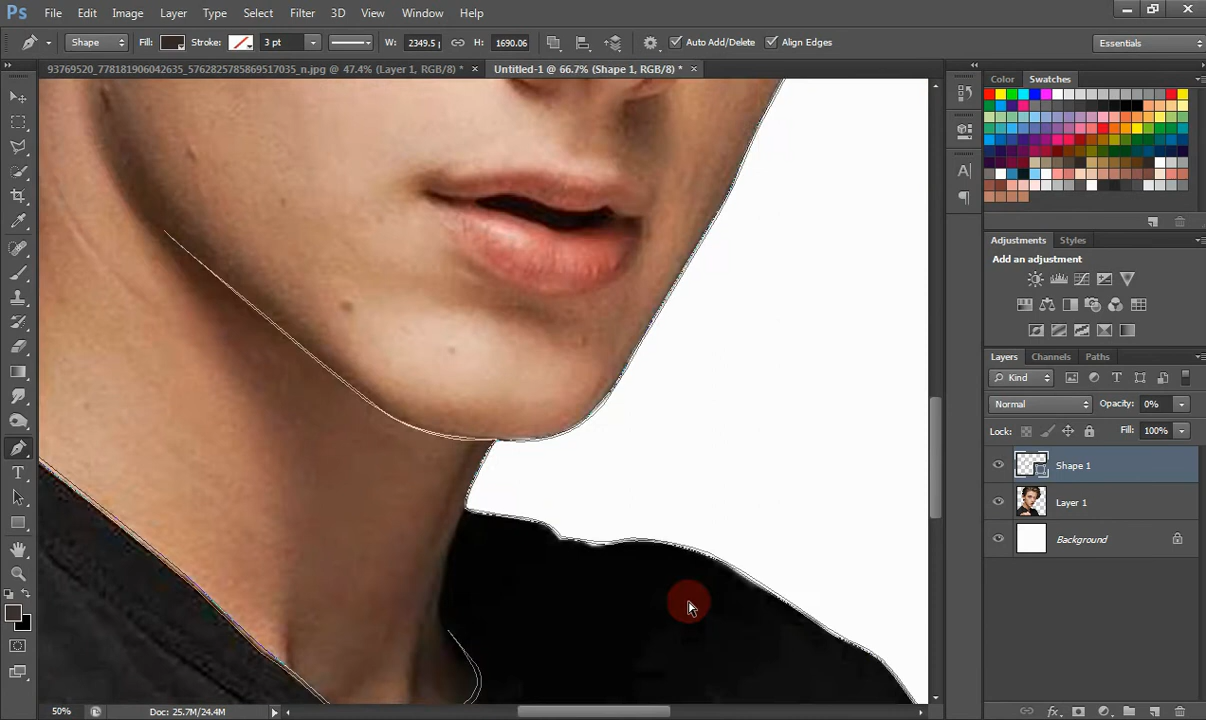 Ps File Edit Image Layer Type Select Filter 3D View Window Help
Shape Fill: Stroke: 3 pt W: 2349.5 p H: 1690.06 Auto Add/Delete Align Edges Essentials
93769520_778181906042635_5762825785869517035_n.jpg @ 47.4% (Layer 1, RGB/8) * × Untitled-1 @ 66.7% (Shape 1, RGB/8) * ×
Color Swatches
Adjustments Styles
Add an adjustment
Layers Channels Paths
Kind
Normal Opacity: 0%
Lock: Fill: 100%
Shape 1
Layer 1
Background
50% Doc: 25.7M/24.4M